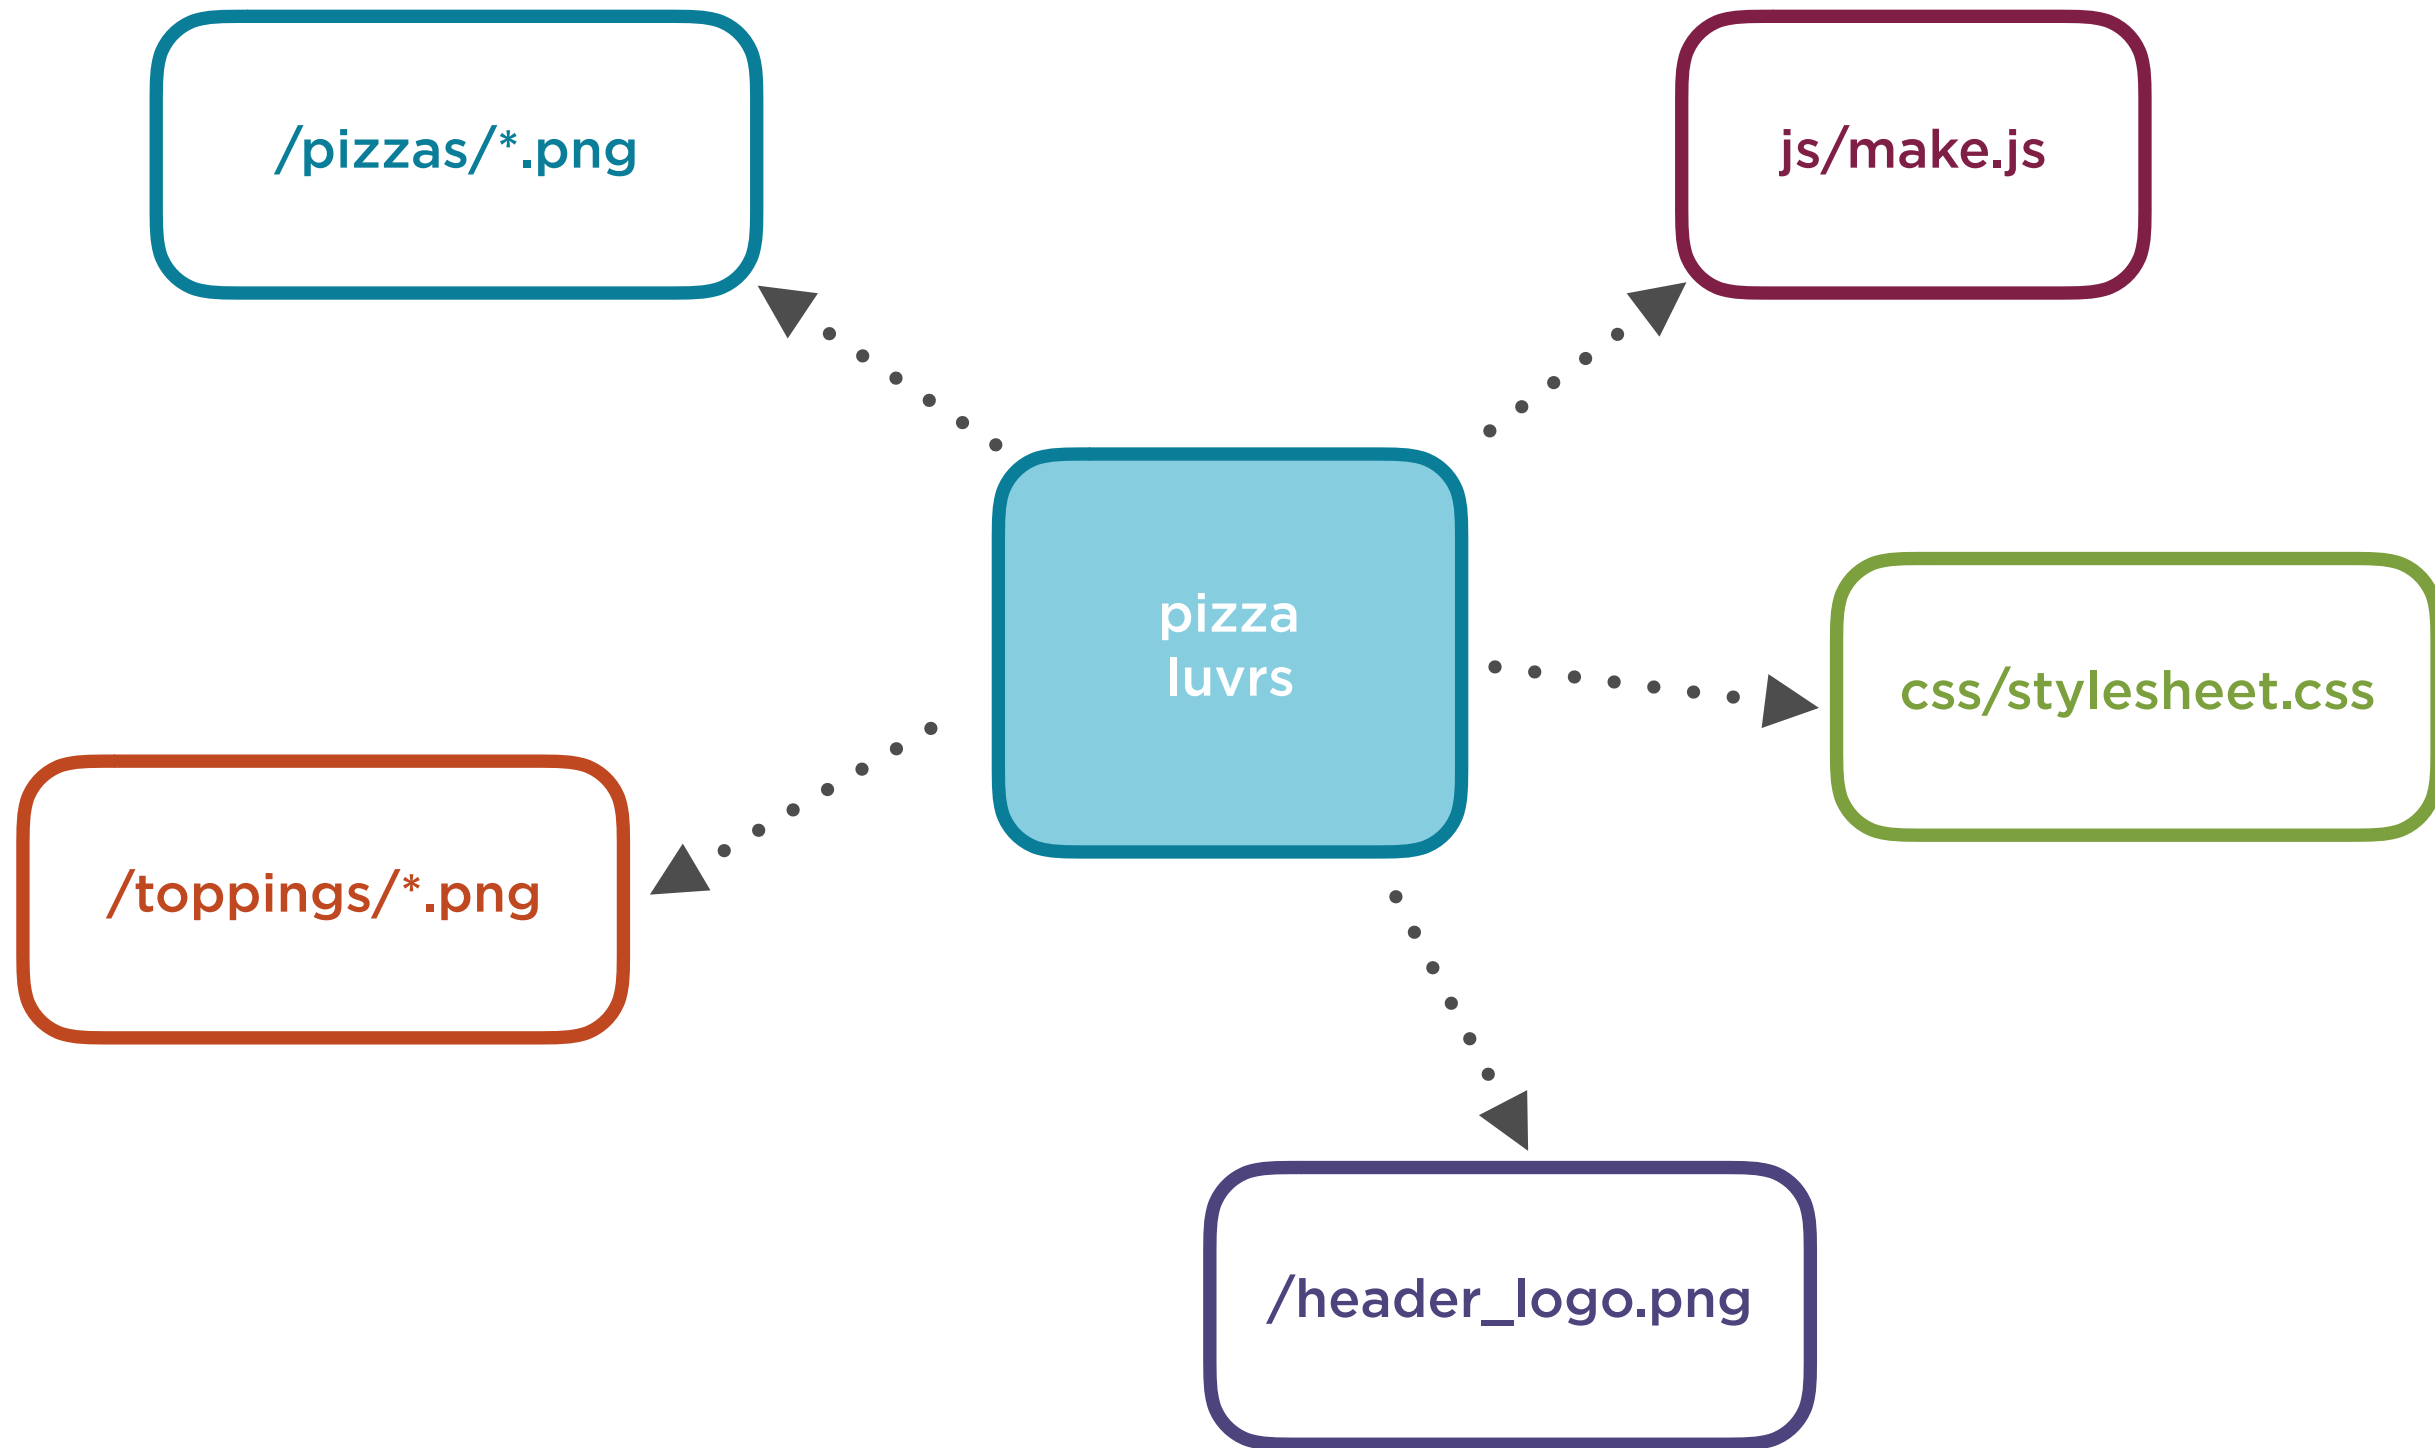 /pizzas/*.png
js/make.js
pizza
luvrs
css/stylesheet.css
/toppings/*.png
/header_logo.png